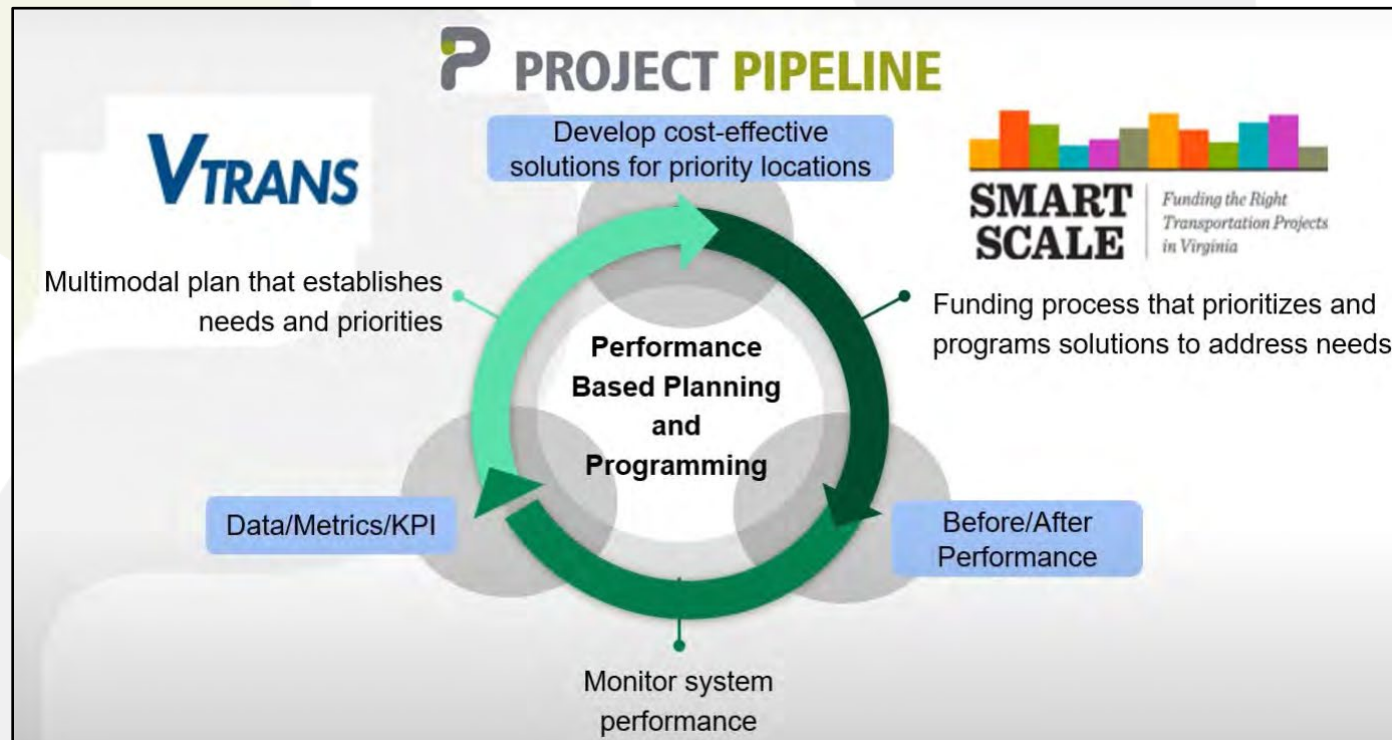 PROJECT PIPELINE
Develop cost-effective
solutions for priority locations
VTRANS
SMART
SCALE
Funding the Right
Transportation Projects
in Virginia
Multimodal plan that establishes
needs and priorities
Funding process that prioritizes and
programs solutions to address needs
Performance
Based Planning
and
Programming
Data/Metrics/KPI
Before/After
Performance
Monitor system
performance